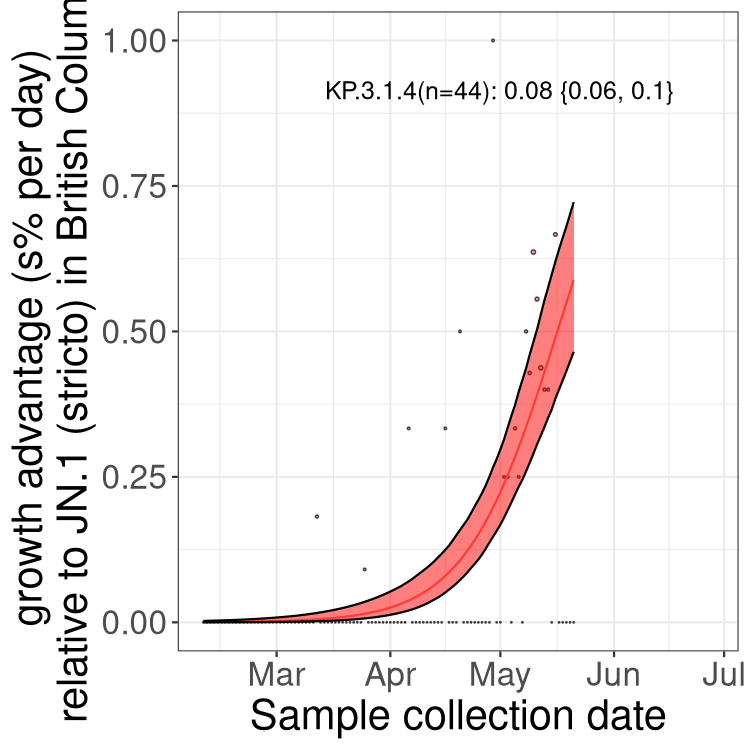 growth advantage (s% per day)
relative to JN.1 (stricto) in British Colum
1.00
0.75
0.50
0.25
0.00
KP.3.1.4(n=44): 0.08 {0.06, 0.1}
Mar
Apr
May
Jun
Jul
Sample collection date